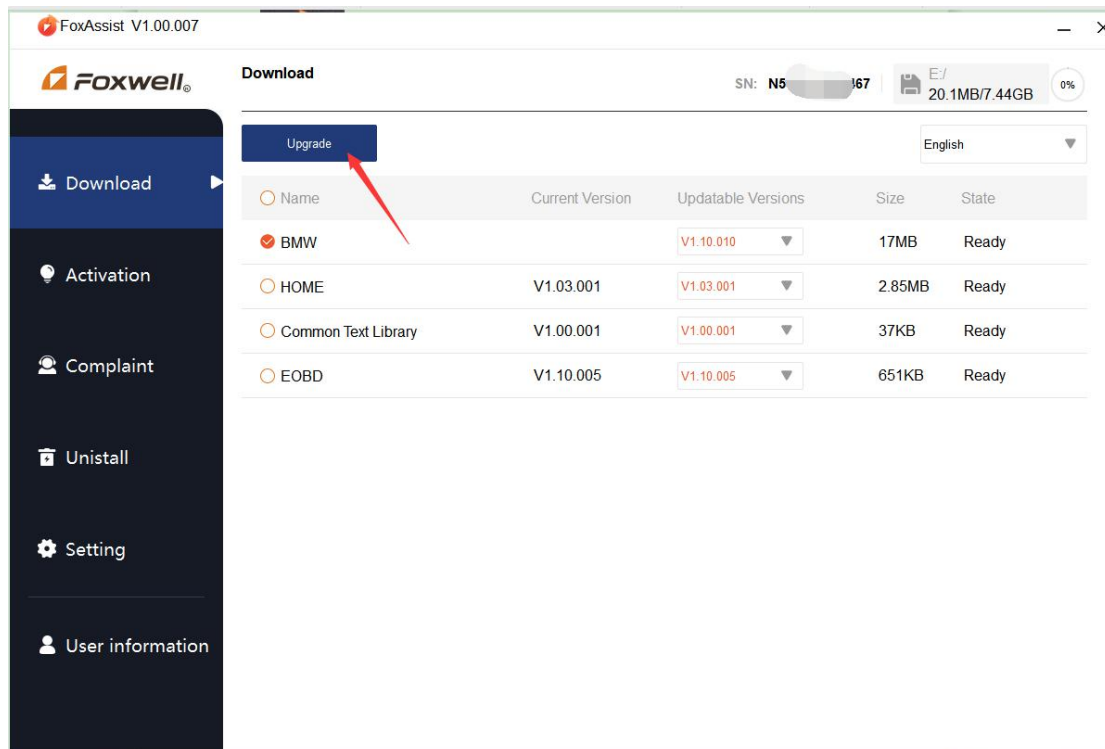 FoxAssist V1.00.007
FOXWELL®
Download
SN: N5 467
E:/
20.1MB/7.44GB
0%
Upgrade
English
Download
Name Current Version Updatable Versions Size State
BMW V1.10.010 17MB Ready
Activation
HOME V1.03.001 V1.03.001 2.85MB Ready
Common Text Library V1.00.001 V1.00.001 37KB Ready
Complaint
EOBD V1.10.005 V1.10.005 651KB Ready
Unistall
Setting
User information